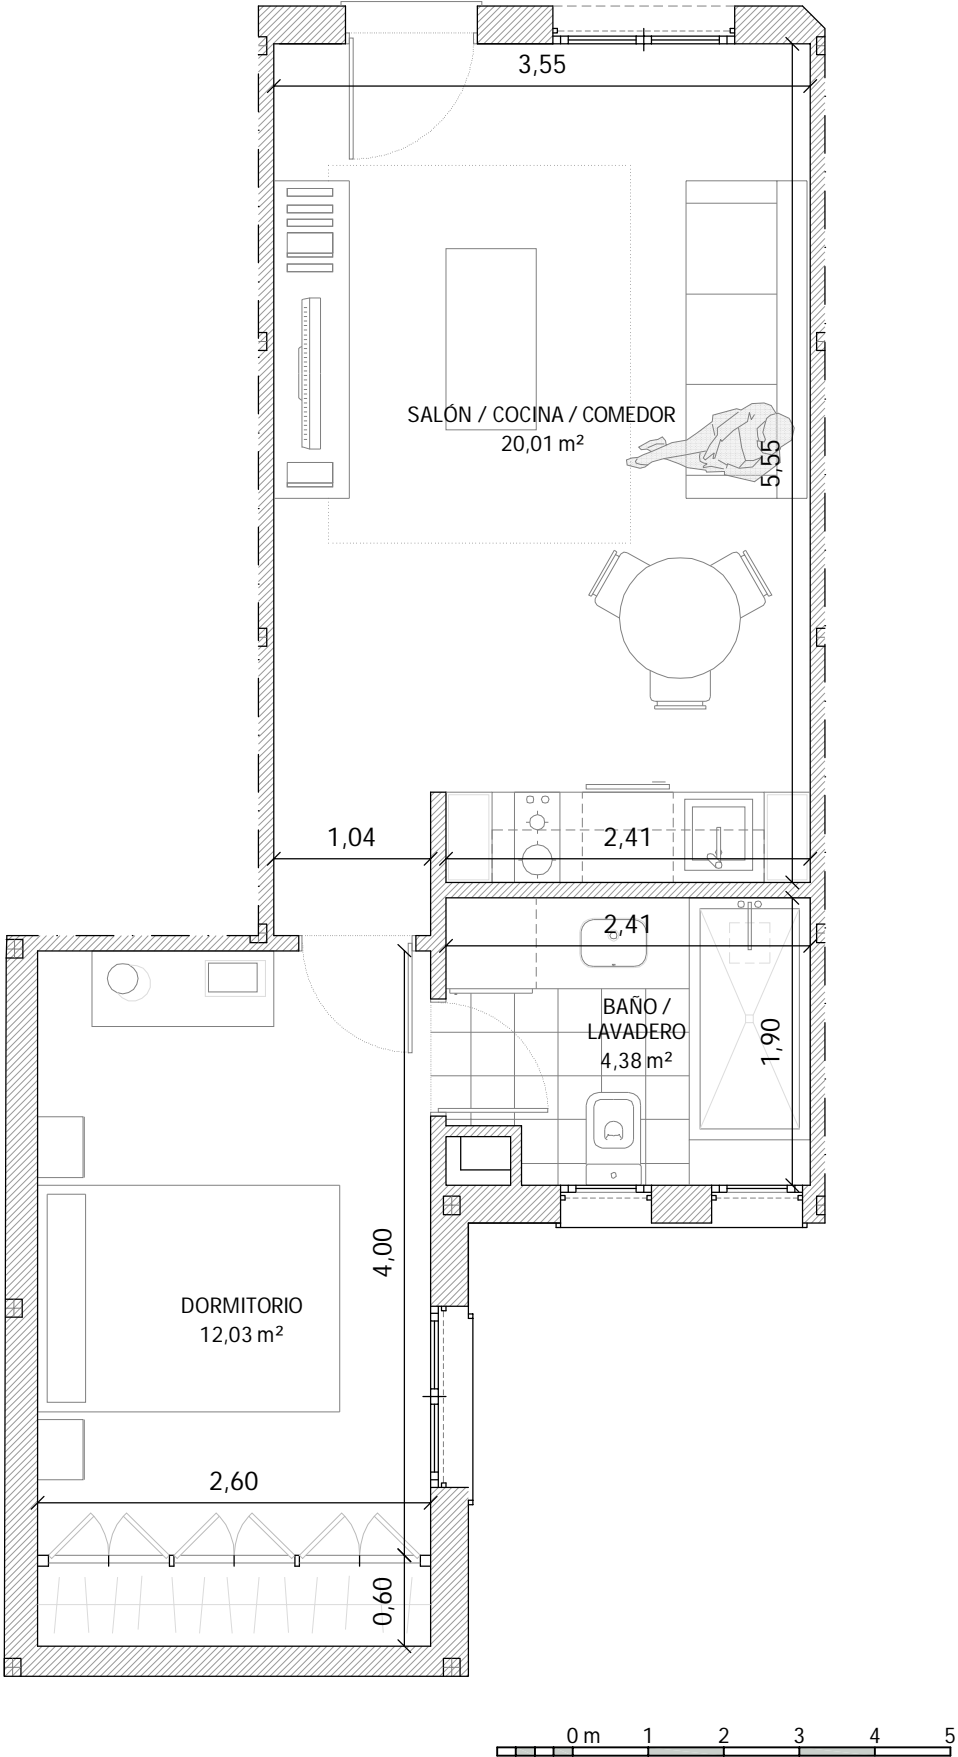 3,55
SALÓN / COCINA / COMEDOR
20,01 m²
5,55
1,04
2,41
2,41
BAÑO /
LAVADERO
4,38 m²
1,90
4,00
DORMITORIO
12,03 m²
2,60
0,60
0 m 1 2 3 4 5